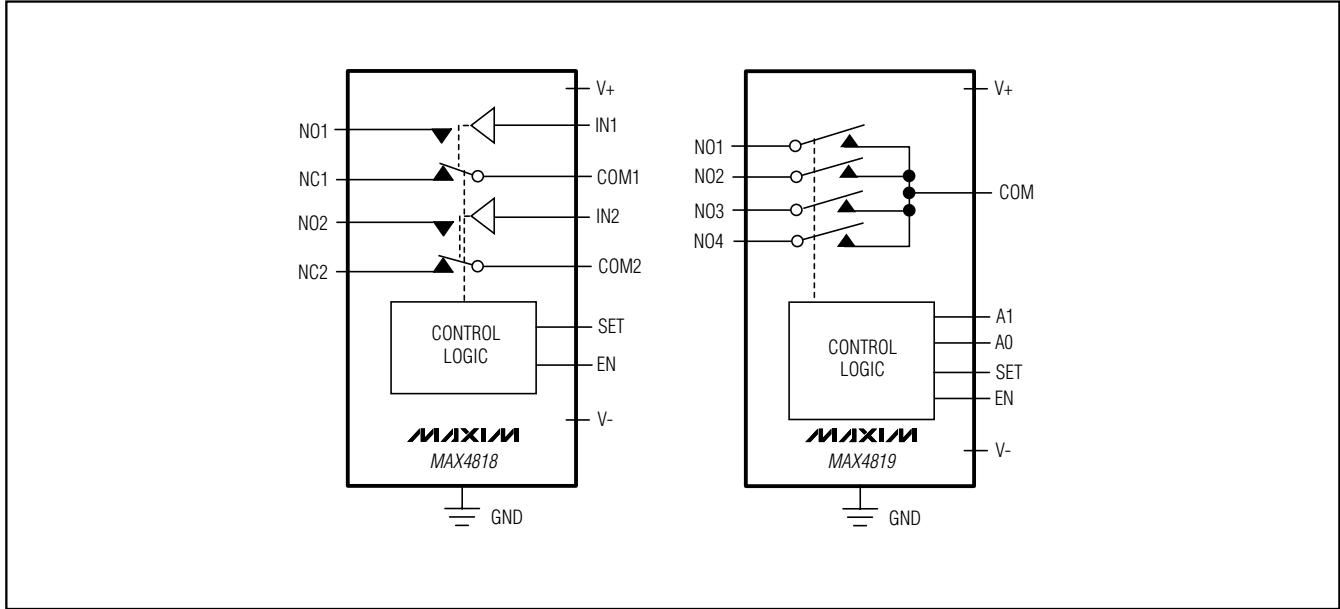 V+
NO1
IN1
NC1
COM1
NO2
IN2
NC2
COM2
CONTROL
LOGIC
SET
EN
V-
MAXIM
MAX4818
GND
V+
NO1
NO2
COM
NO3
NO4
CONTROL
LOGIC
A1
A0
SET
EN
V-
MAXIM
MAX4819
GND